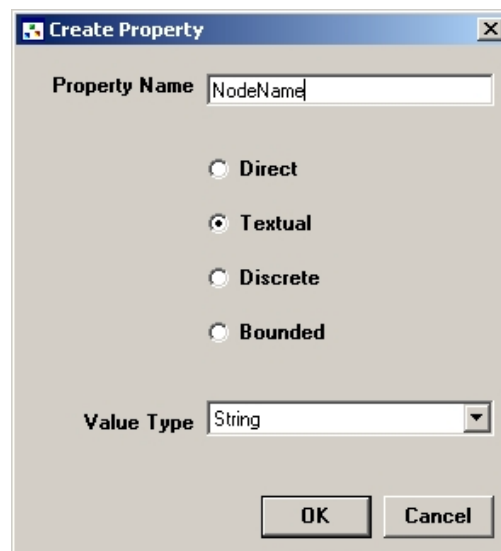 Create Property
Property Name NodeName
Direct
Textual
Discrete
Bounded
Value Type String
OK Cancel